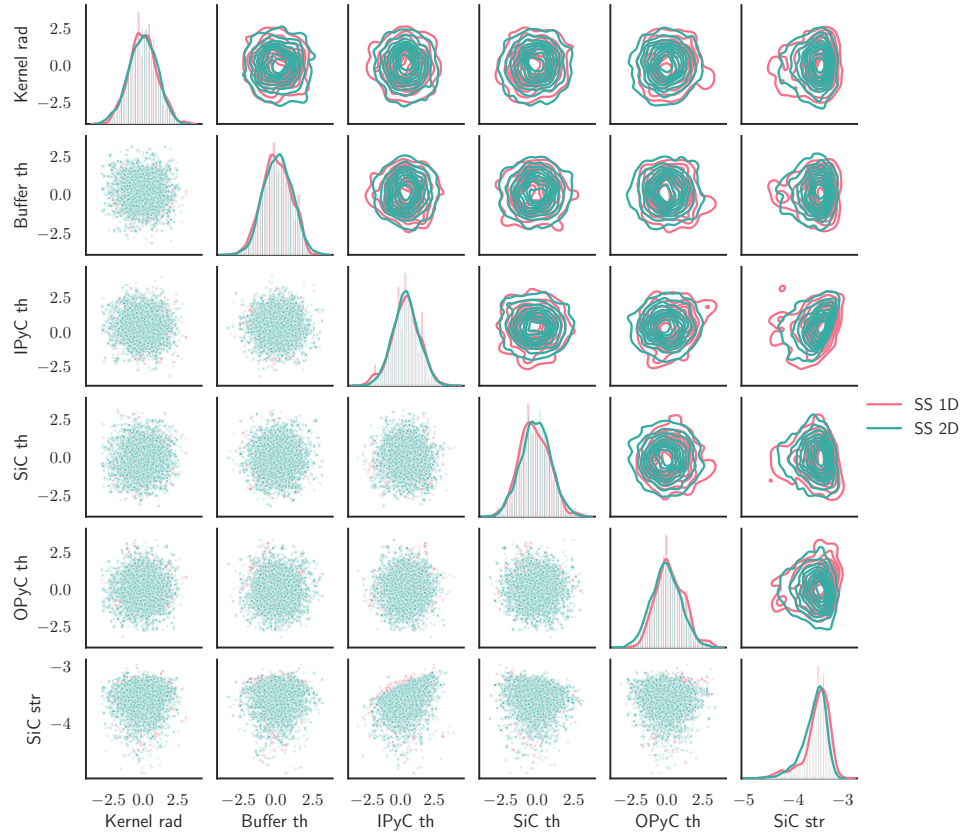 Kernel rad
2.5
0.0
−2.5
Buffer th
2.5
0.0
−2.5
IPyC th
2.5
0.0
−2.5
SiC th
2.5
0.0
−2.5
SS 1D
SS 2D
OPyC th
2.5
0.0
−2.5
SiC str
−3
−4
−2.5 0.0 2.5 −2.5 0.0 2.5 −2.5 0.0 2.5 −2.5 0.0 2.5 −2.5 0.0 2.5 −5 −4 −3
Kernel rad Buffer th IPyC th SiC th OPyC th SiC str